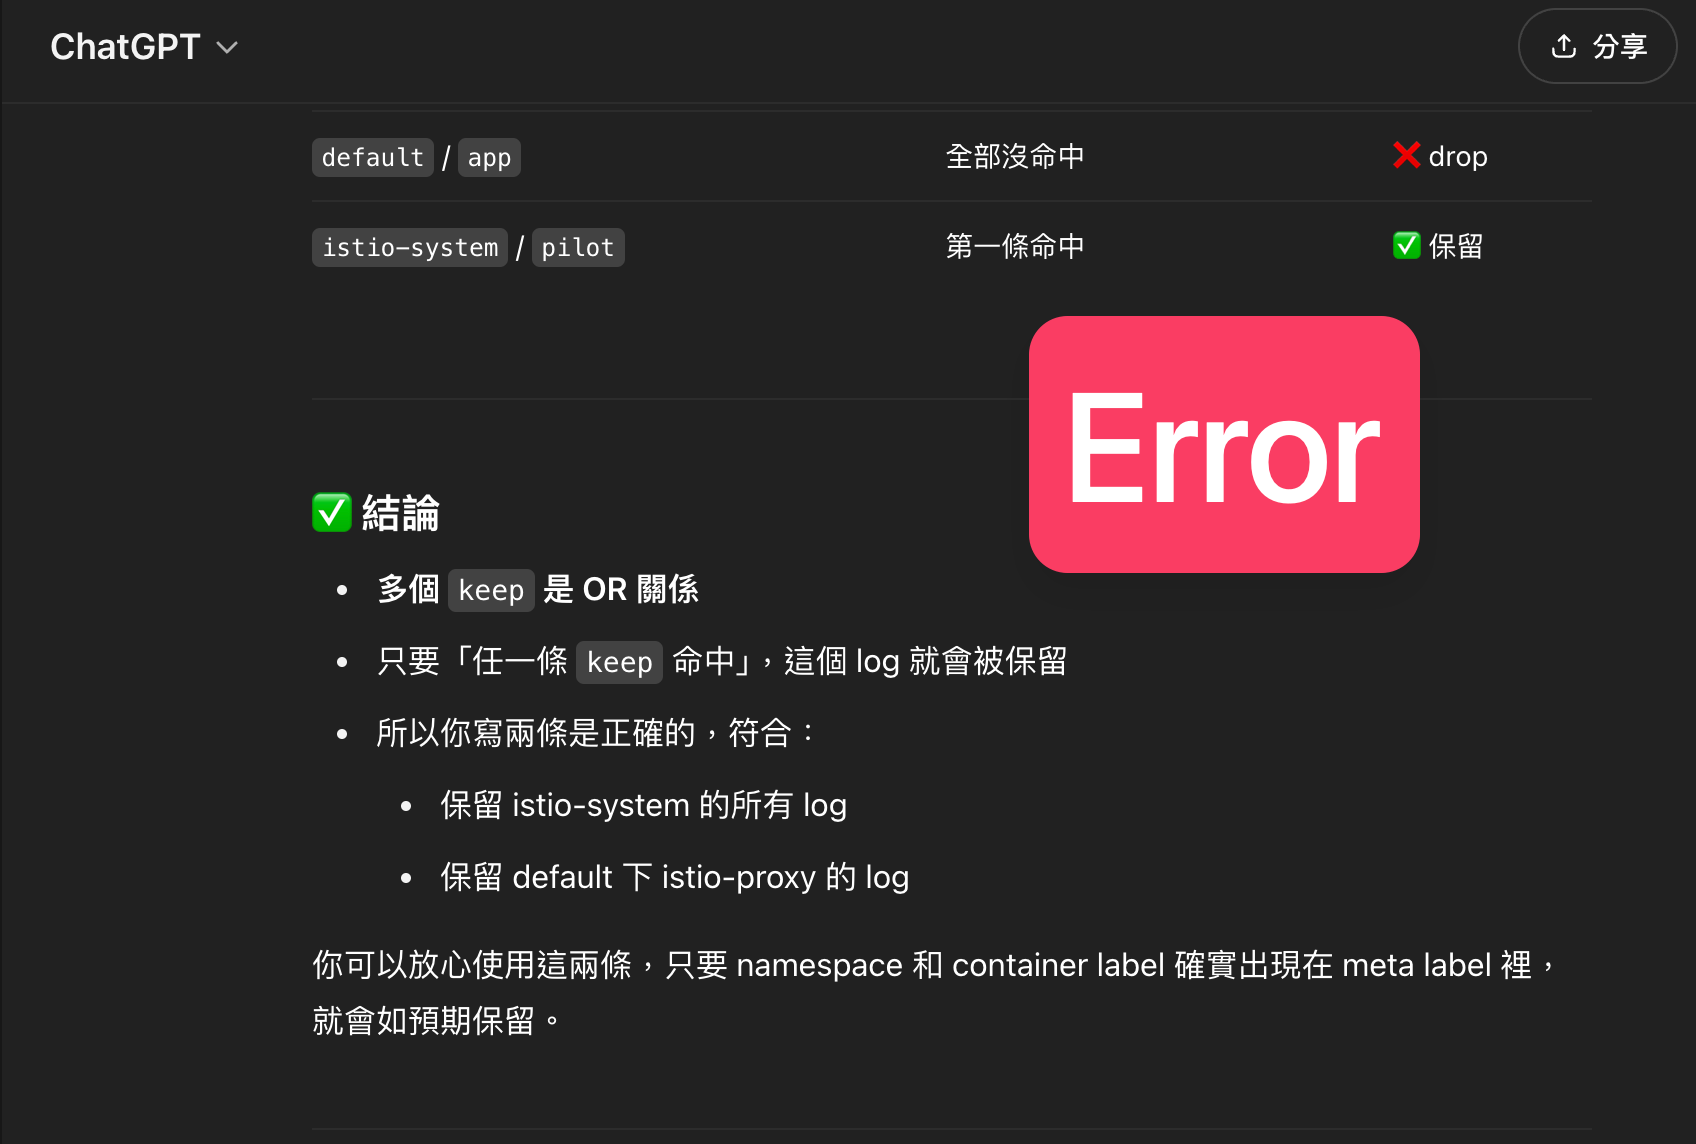 ChatGPT
分享
default / app 全部沒命中 ❌ drop
istio-system / pilot 第一條命中 ✅ 保留
Error
✅ 結論
• 多個 keep 是 OR 關係
• 只要「任一條 keep 命中」，這個 log 就會被保留
• 所以你寫兩條是正確的，符合：
• 保留 istio-system 的所有 log
• 保留 default 下 istio-proxy 的 log
你可以放心使用這兩條，只要 namespace 和 container label 確實出現在 meta label 裡，
就會如預期保留。